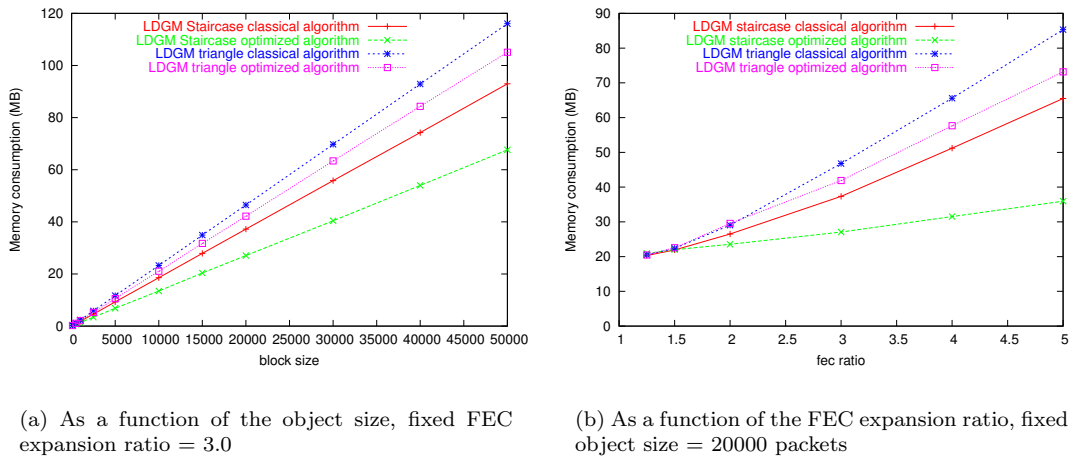 LDGM Staircase classical algorithm
LDGM Staircase optimized algorithm
LDGM triangle classical algorithm
LDGM triangle optimized algorithm
120
100
80
60
40
20
0
Memory consumption (MB)
0 5000 10000 15000 20000 25000 30000 35000 40000 45000 50000
block size
LDGM staircase classical algorithm
LDGM staircase optimized algorithm
LDGM triangle classical algorithm
LDGM triangle optimized algorithm
90
80
70
60
50
40
30
20
10
0
Memory consumption (MB)
1 1.5 2 2.5 3 3.5 4 4.5 5
fec ratio
(a) As a function of the object size, fixed FEC
expansion ratio = 3.0
(b) As a function of the FEC expansion ratio, fixed
object size = 20000 packets